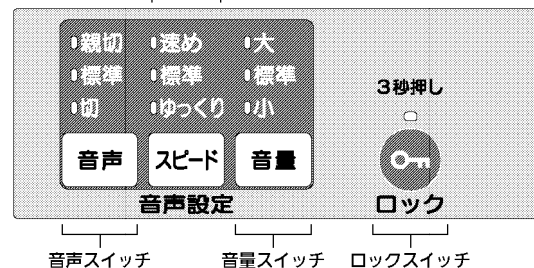 親切 速め 大
標準 標準 標準
切 ゆっくり 小
3秒押し
音声 スピード 音量
音声設定 ロック
音声スイッチ 音量スイッチ ロックスイッチ